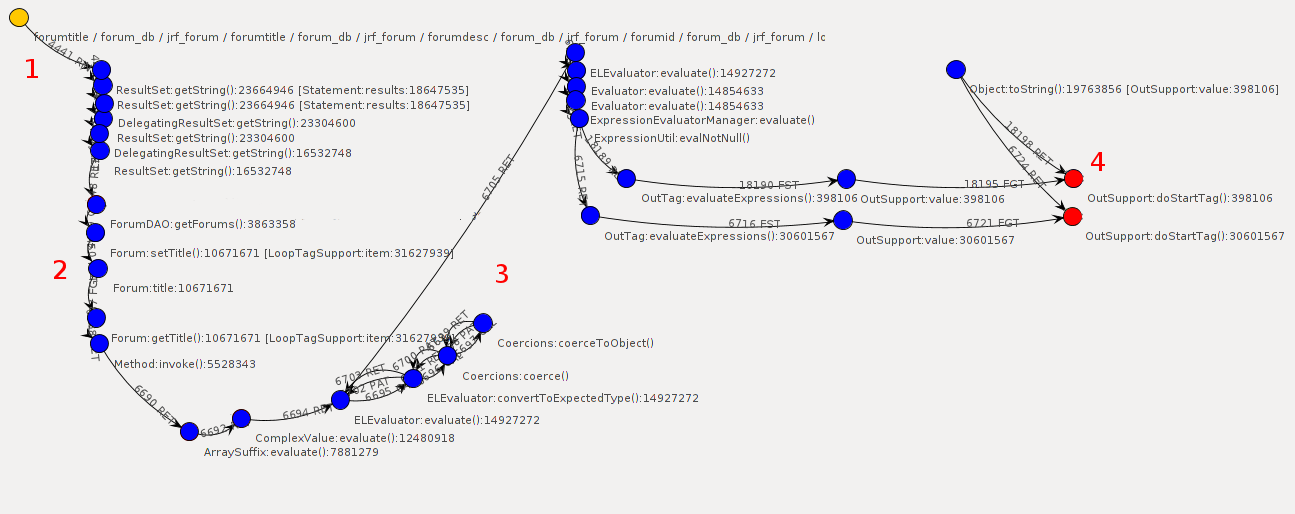 forumtitle / forum_db / jrf_forum / forumtitle / forum_db / jrf_forum / forumdesc / forum_db / jrf_forum / forumid / forum_db / jrf_forum / lc
1
ResultSet:getString():23664946 [Statement:results:18647535]
ResultSet:getString():23664946 [Statement:results:18647535]
DelegatingResultSet:getString():23304600
ResultSet:getString():23304600
DelegatingResultSet:getString():16532748
ResultSet:getString():16532748
ForumDAO:getForums():3863358
Forum:setTitle():10671671 [LoopTagSupport:item:31627939]
2
Forum:title:10671671
Forum:getTitle():10671671 [LoopTagSupport:item:3162793
Method:invoke():5528343
6690 RET
6692
ArraySuffix:evaluate():7881279
ComplexValue:evaluate():12480918
6694 RET
ELEvaluator:evaluate():14927272
6703 RET
6695
ELEvaluator:convertToExpectedType():14927272
6700 PAT
Coercions:coerce()
3
Coercions:coerceToObject()
6705 RET
ELEvaluator:evaluate():14927272
Evaluator:evaluate():14854633
Evaluator:evaluate():14854633
ExpressionEvaluatorManager:evaluate()
ExpressionUtil:evalNotNull()
18189
6715 RET
OutTag:evaluateExpressions():398106
18190 FST
OutSupport:value:398106
18195 FGT
OutTag:evaluateExpressions():30601567
6716 FST
OutSupport:value:30601567
6721 FGT
Object:toString():19763856 [OutSupport:value:398106]
18198 RET
6724 RET
4
OutSupport:doStartTag():398106
OutSupport:doStartTag():30601567